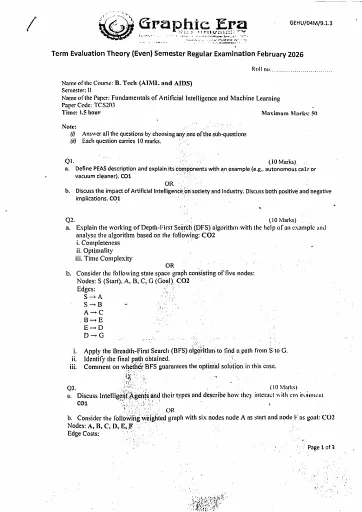 Graphic Era
HILL UNIVERSITY
GEHU/04M/9.1.3
Term Evaluation Theory (Even) Semester Regular Examination February 2026
Roll no.
Name of the Course: B. Tech (AIML and AIDS)
Semester: II
Name of the Paper: Fundamentals of Artificial Intelligence and Machine Learning
Paper Code: TCS203
Time: 1.5 hour Maximum Marks: 50
Note:
(i) Answer all the questions by choosing any one of the sub-questions
(ii) Each question carries 10 marks.
Q1. (10 Marks)
a. Define PEAS description and explain its components with an example (e.g., autonomous car or
vacuum cleaner). CO1
OR
b. Discuss the impact of Artificial Intelligence on society and industry. Discuss both positive and negative
implications. CO1
Q2. (10 Marks)
a. Explain the working of Depth-First Search (DFS) algorithm with the help of an example and
analyse the algorithm based on the following: CO2
i. Completeness
ii. Optimality
iii. Time Complexity
OR
b. Consider the following state space graph consisting of five nodes:
Nodes: S (Start), A, B, C, G (Goal) CO2
Edges:
S → A
S → B
A → C
B → E
E → D
D → G
i. Apply the Breadth-First Search (BFS) algorithm to find a path from S to G.
ii. Identify the final path obtained.
iii. Comment on whether BFS guarantees the optimal solution in this case.
Q3. (10 Marks)
a. Discuss Intelligent Agents and their types and describe how they interact with environment
CO1
OR
b. Consider the following weighted graph with six nodes node A as start and node F as goal: CO2
Nodes: A, B, C, D, E, F
Edge Costs:
Page 1 of